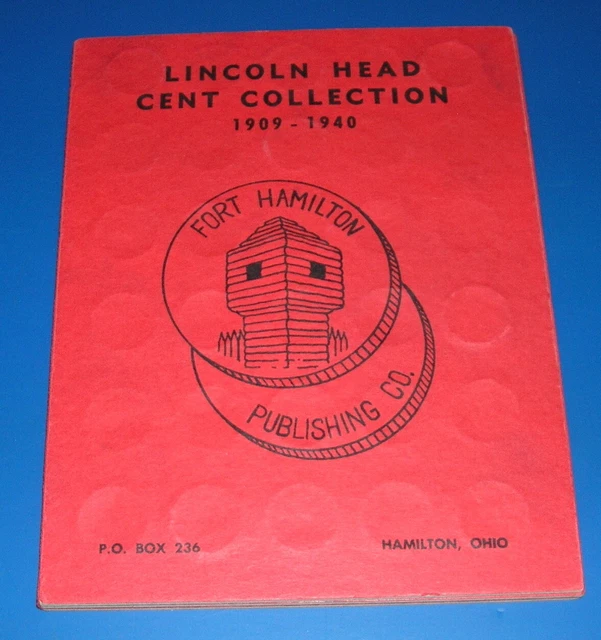 LINCOLN HEAD
CENT COLLECTION
1909 - 1940
FORT HAMILTON
PUBLISHING CO.
P.O. BOX 236
HAMILTON, OHIO